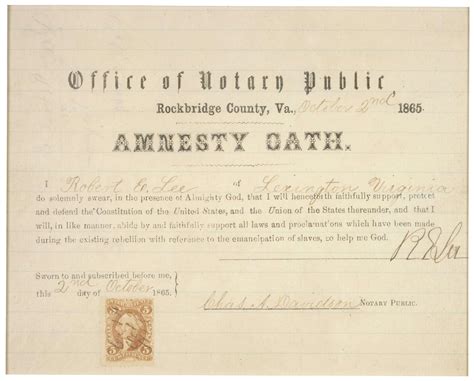 Office of Notary Public
Rockbridge County, Va., October 2nd 1865.
AMNESTY OATH.
I Robert E. Lee of Lexington Virginia
do solemnly swear, in the presence of Almighty God, that I will henceforth faithfully support, protect
and defend the Constitution of the United States, and the Union of the States thereunder, and that I
will, in like manner, abide by and faithfully support all laws and proclamations which have been made
during the existing rebellion with reference to the emancipation of slaves, so help me God.
R E Lee
Sworn to and subscribed before me,
this 2nd day of October 1865.
Chas A. Davidson NOTARY PUBLIC.
5 5